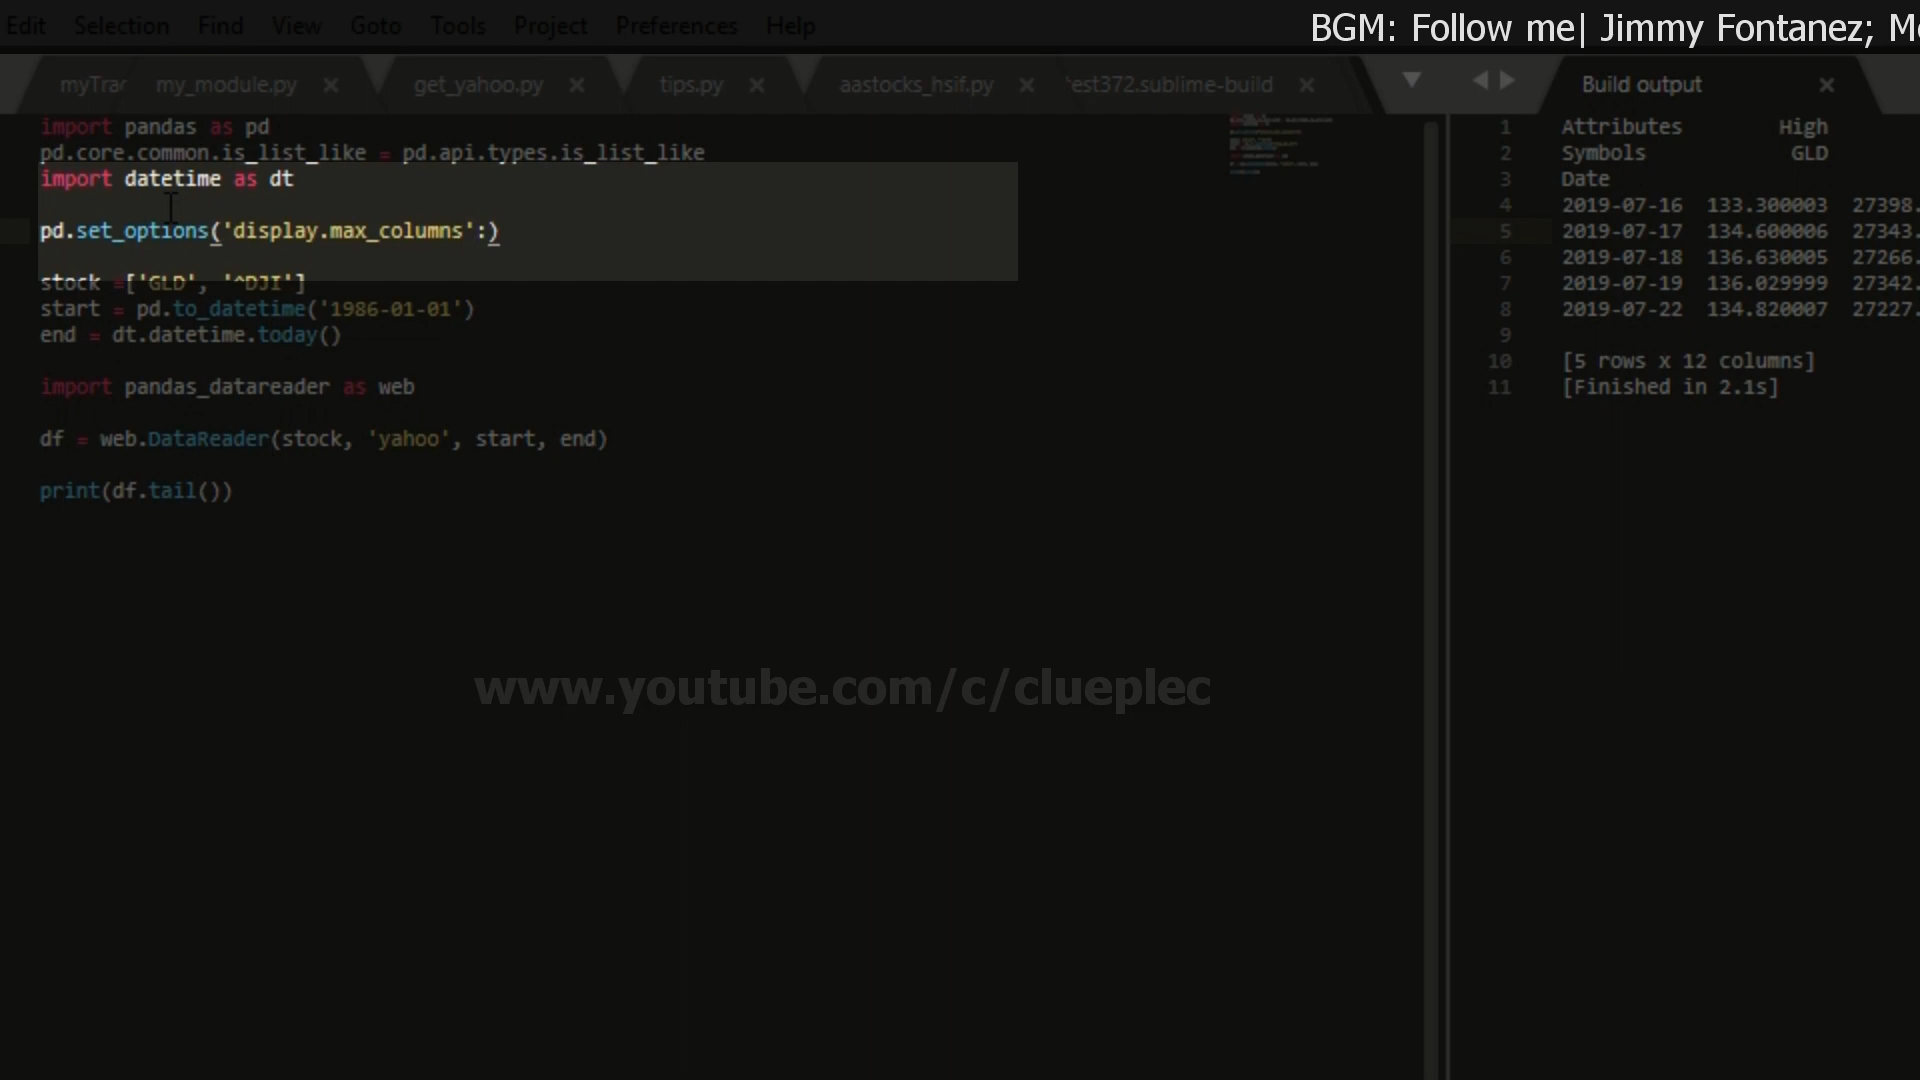 Edit Selection Find View Goto Tools Project Preferences Help
BGM: Follow me| Jimmy Fontanez;
my_module.py
get_yahoo.py
tips.py
aastocks_hsif.py
est372.sublime-build
import pandas as pd
pd.core.common.is_list_like = pd.api.types.is_list_like
import datetime as dt
pd.set_options('display.max_columns':)
stock =['GLD', '^DJI']
start = pd.to_datetime('1986-01-01')
end = dt.datetime.today()
import pandas_datareader as web
df = web.DataReader(stock, 'yahoo', start, end)
print(df.tail())
Build output
1 Attributes High
2 Symbols GLD
3 Date
4 2019-07-16 133.300003 27398.
5 2019-07-17 134.600006 27343.
6 2019-07-18 136.630005 27266.
7 2019-07-19 136.029999 27342.
8 2019-07-22 134.820007 27227.
9
10 [5 rows x 12 columns]
11 [Finished in 2.1s]
www.youtube.com/c/clueplec